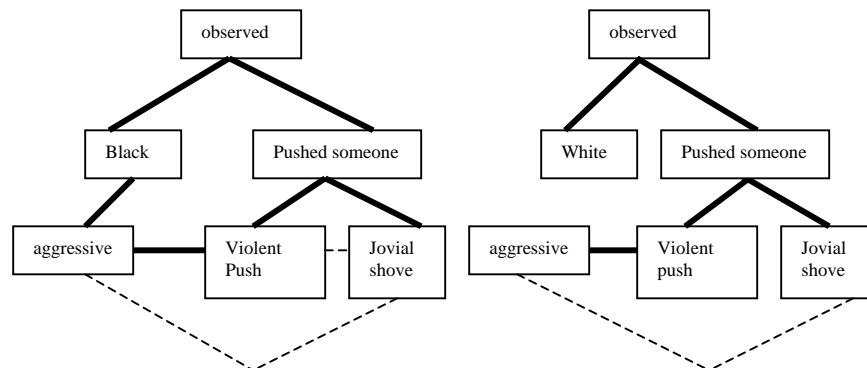 observed
Black
Pushed someone
aggressive
Violent
Push
Jovial
shove
observed
White
Pushed someone
aggressive
Violent
push
Jovial
shove